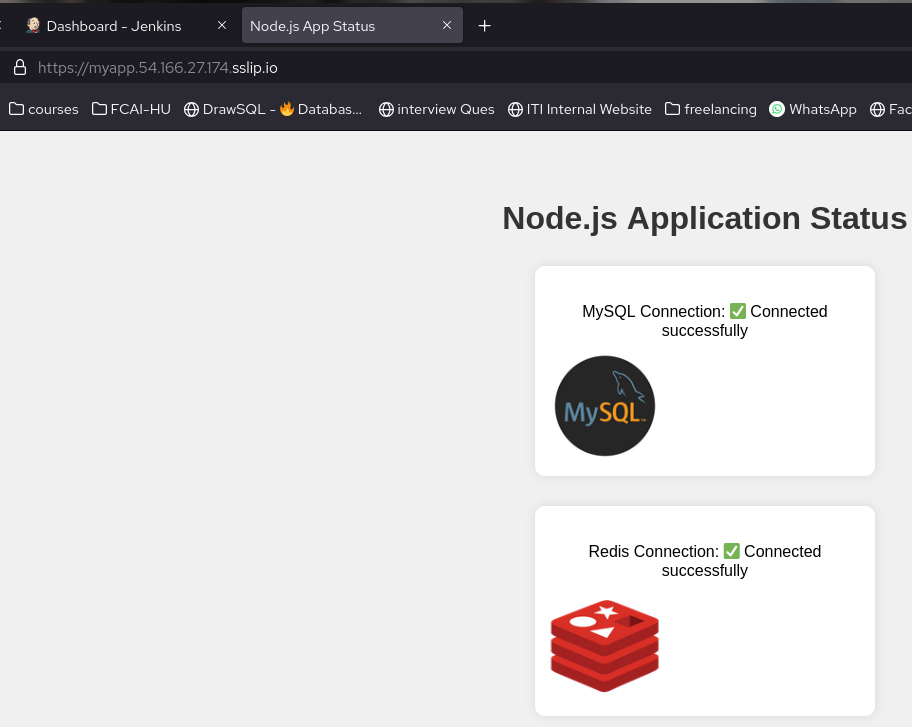 Dashboard - Jenkins
Node.js App Status
https://myapp.54.166.27.174.sslip.io
courses
FCAI-HU
DrawSQL - 🔥 Databas...
interview Ques
ITI Internal Website
freelancing
WhatsApp
Fac
Node.js Application Status
MySQL Connection: ✅ Connected
successfully
MySQL™
Redis Connection: ✅ Connected
successfully